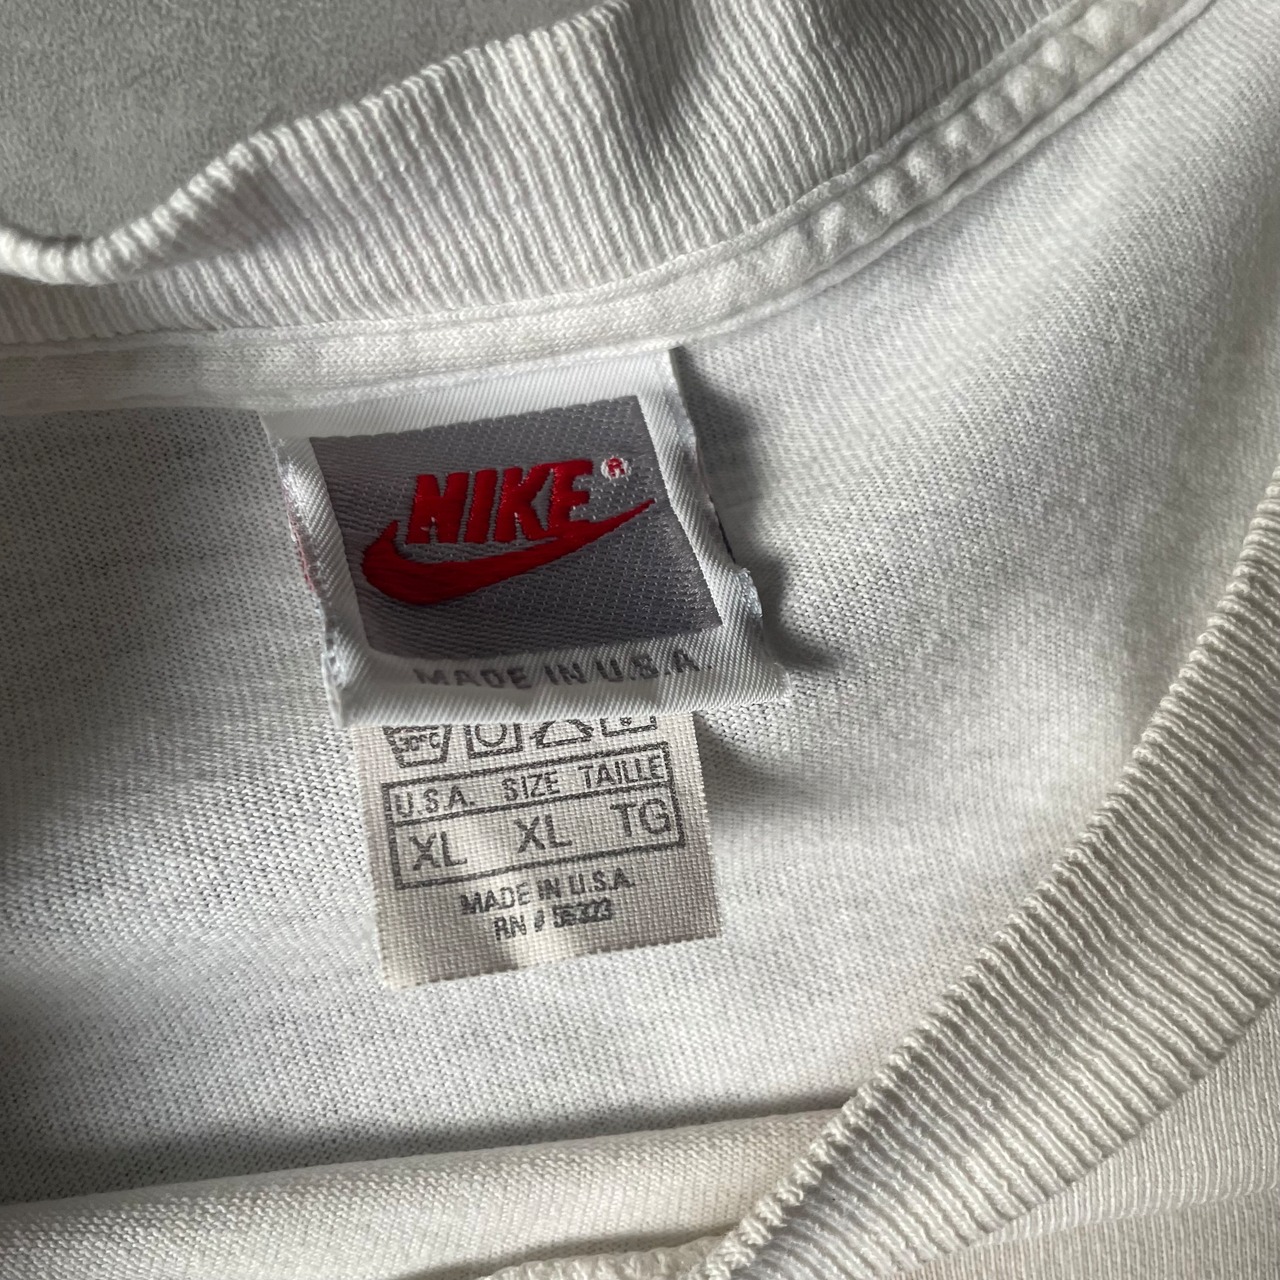 NIKE®
MADE IN U.S.A.
30°C
U.S.A. SIZE TAILLE
XL XL TG
MADE IN U.S.A.
RN # 56323